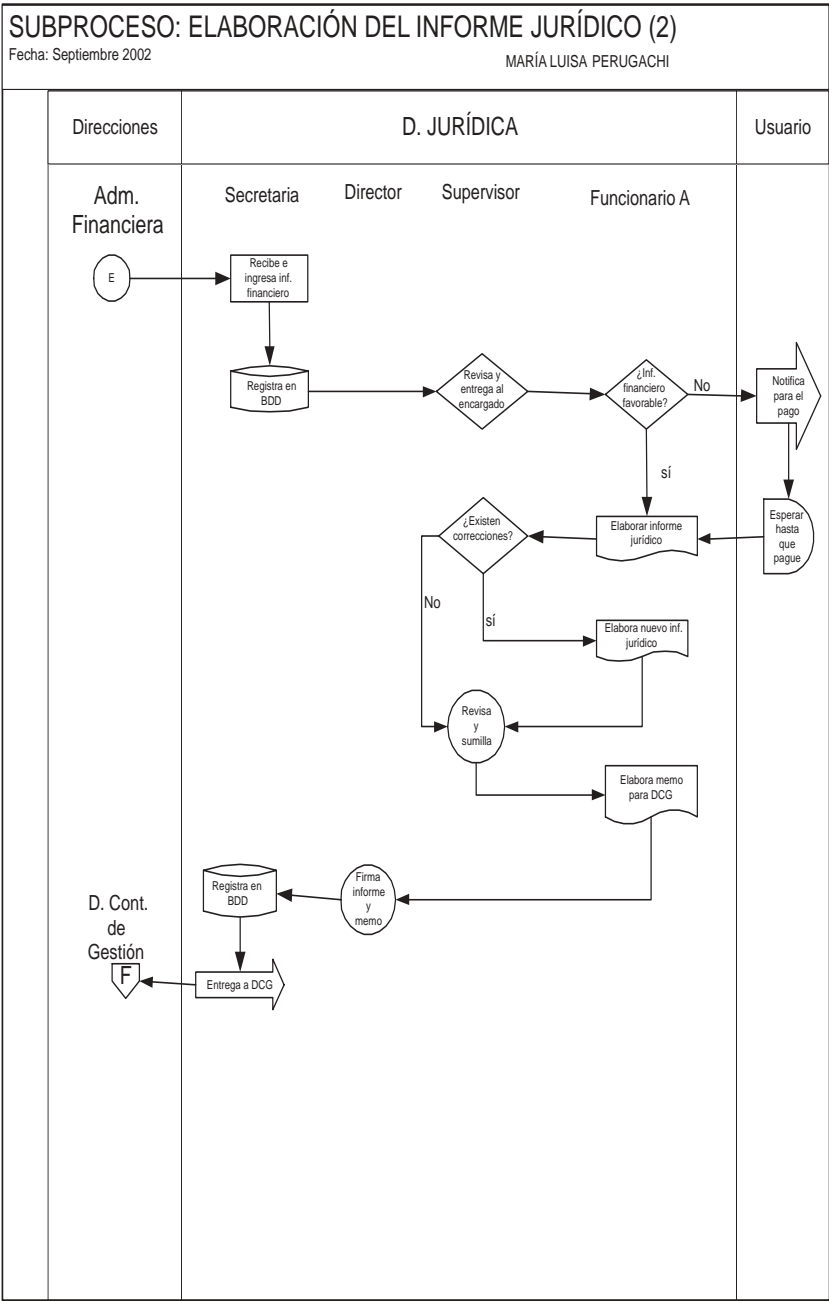 SUBPROCESO: ELABORACIÓN DEL INFORME JURÍDICO (2)
Fecha: Septiembre 2002
MARÍA LUISA PERUGACHI
Direcciones
D. JURÍDICA
Usuario
Adm.
Financiera
Secretaria
Director
Supervisor
Funcionario A
E
Recibe e
ingresa inf.
financiero
Registra en
BDD
Revisa y
entrega al
encargado
¿Inf.
financiero
favorable?
No
Notifica
para el
pago
sí
¿Existen
correcciones?
Elaborar informe
jurídico
Esperar
hasta
que
pague
No
sí
Elabora nuevo inf.
jurídico
Revisa
y
sumilla
Elabora memo
para DCG
Registra en
BDD
Firma
informe
y
memo
D. Cont.
de
Gestión
F
Entrega a DCG